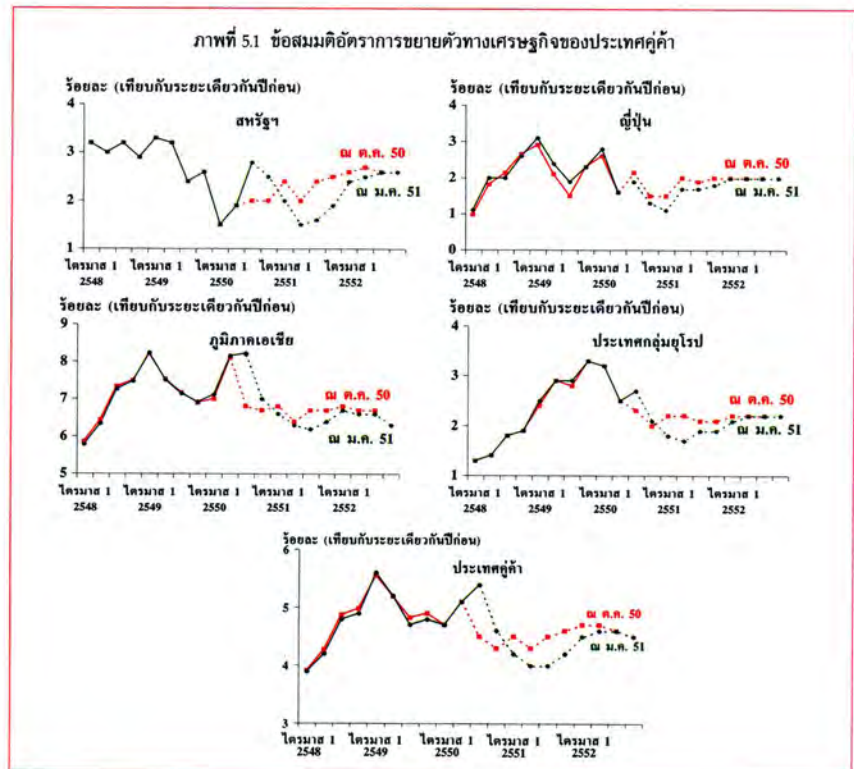 ภาพที่ 5.1 ข้อสมมติอัตราการขยายตัวทางเศรษฐกิจของประเทศคู่ค้า
ร้อยละ (เทียบกับระยะเดียวกันปีก่อน)
สหรัฐฯ
4
3
2
1
ณ ต.ค. 50
ณ ม.ค. 51
ไตรมาส 1 ไตรมาส 1 ไตรมาส 1 ไตรมาส 1 ไตรมาส 1
2548 2549 2550 2551 2552
ร้อยละ (เทียบกับระยะเดียวกันปีก่อน)
ญี่ปุ่น
4
3
2
1
0
ณ ต.ค. 50
ณ ม.ค. 51
ไตรมาส 1 ไตรมาส 1 ไตรมาส 1 ไตรมาส 1 ไตรมาส 1
2548 2549 2550 2551 2552
ร้อยละ (เทียบกับระยะเดียวกันปีก่อน)
ภูมิภาคเอเชีย
9
8
7
6
5
ณ ต.ค. 50
ณ ม.ค. 51
ไตรมาส 1 ไตรมาส 1 ไตรมาส 1 ไตรมาส 1 ไตรมาส 1
2548 2549 2550 2551 2552
ร้อยละ (เทียบกับระยะเดียวกันปีก่อน)
ประเทศกลุ่มยุโรป
4
3
2
1
ณ ต.ค. 50
ณ ม.ค. 51
ไตรมาส 1 ไตรมาส 1 ไตรมาส 1 ไตรมาส 1 ไตรมาส 1
2548 2549 2550 2551 2552
ร้อยละ (เทียบกับระยะเดียวกันปีก่อน)
ประเทศคู่ค้า
6
5
4
3
ณ ต.ค. 50
ณ ม.ค. 51
ไตรมาส 1 ไตรมาส 1 ไตรมาส 1 ไตรมาส 1 ไตรมาส 1
2548 2549 2550 2551 2552